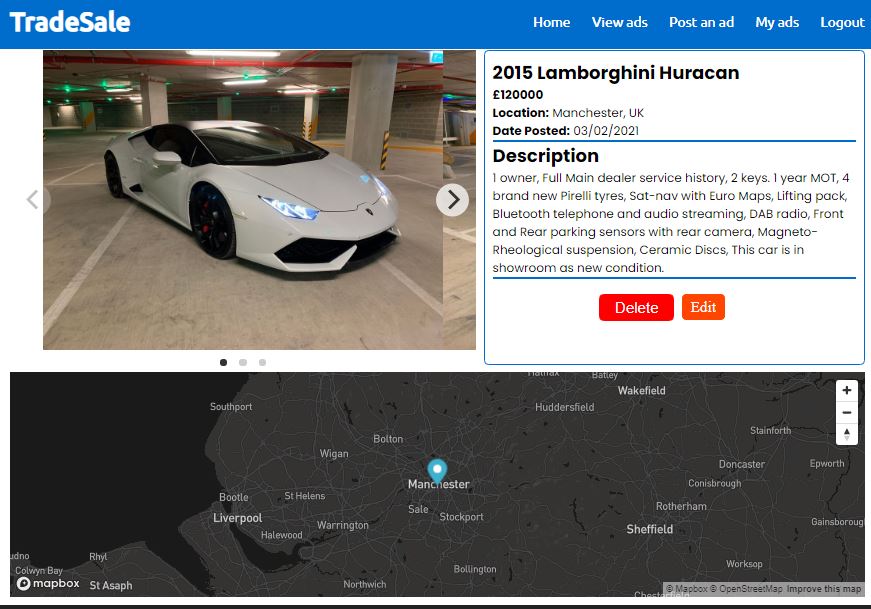 TradeSale
Home View ads Post an ad My ads Logout
2015 Lamborghini Huracan
£120000
Location: Manchester, UK
Date Posted: 03/02/2021
Description
1 owner, Full Main dealer service history, 2 keys. 1 year MOT, 4
brand new Pirelli tyres, Sat-nav with Euro Maps, Lifting pack,
Bluetooth telephone and audio streaming, DAB radio, Front
and Rear parking sensors with rear camera, Magneto-
Rheological suspension, Ceramic Discs, This car is in
showroom as new condition.
Delete Edit
Halifax Batley
Wakefield
Southport Huddersfield
Bolton Stainforth
Wigan
Doncaster Epworth
Manchester Conisbrough
Bootle St Helens
Sale Rotherham
Liverpool Stockport Gainsborou
Warrington Sheffield
Halewood
udno Rhyl
Colwyn Bay Bollington Worksop
mapbox St Asaph Northwich
© Mapbox © OpenStreetMap Improve this map
Chesterfield